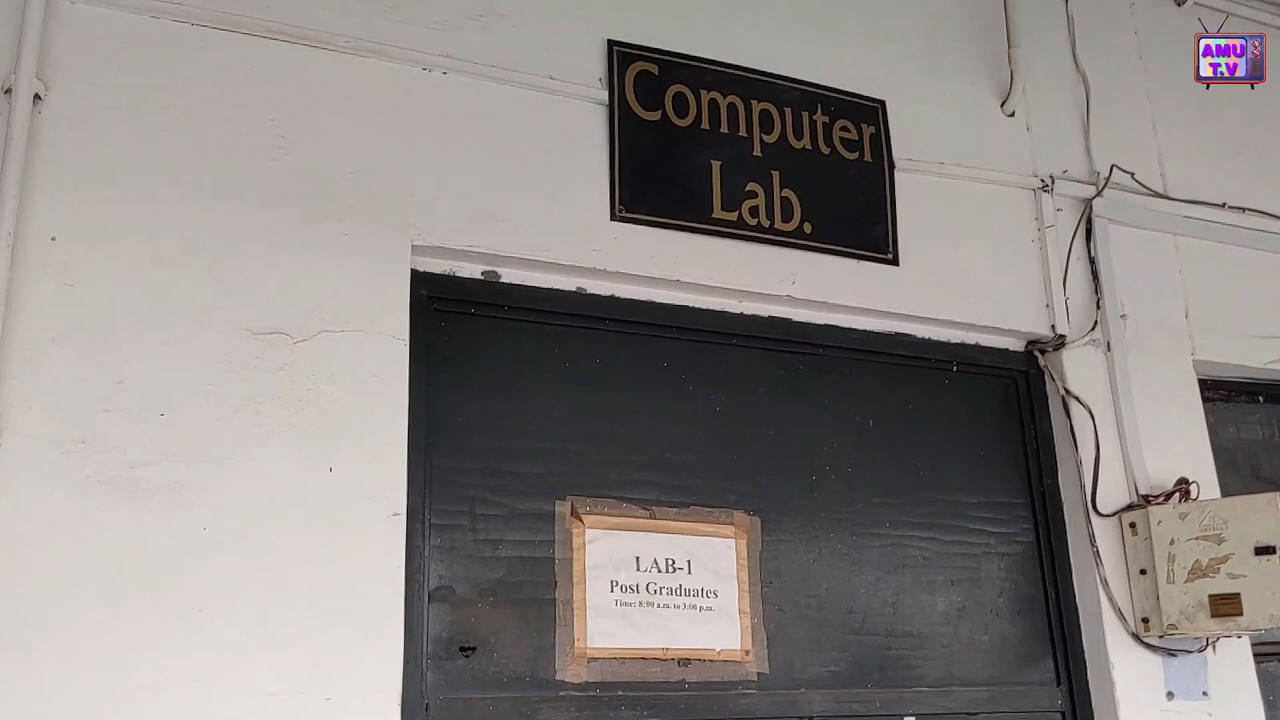 AMU
T.V
Computer
Lab.
LAB-1
Post Graduates
Time: 8:00 a.m. to 3:00 p.m.